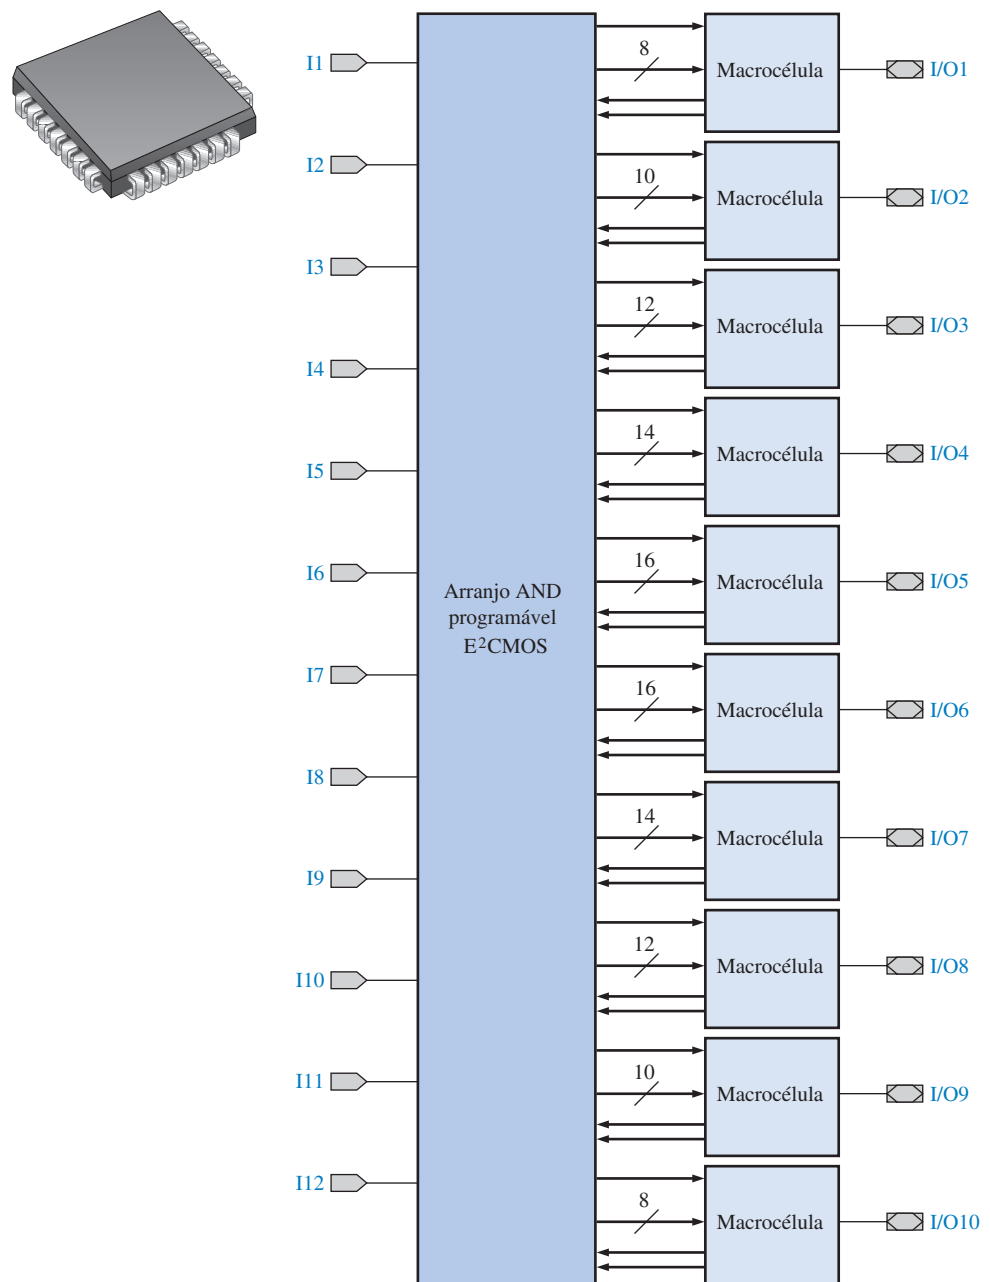 I1
I2
I3
I4
I5
I6
I7
I8
I9
I10
I11
I12
Arranjo AND
programável
E²CMOS
8
Macrocélula
I/O1
10
Macrocélula
I/O2
12
Macrocélula
I/O3
14
Macrocélula
I/O4
16
Macrocélula
I/O5
16
Macrocélula
I/O6
14
Macrocélula
I/O7
12
Macrocélula
I/O8
10
Macrocélula
I/O9
8
Macrocélula
I/O10